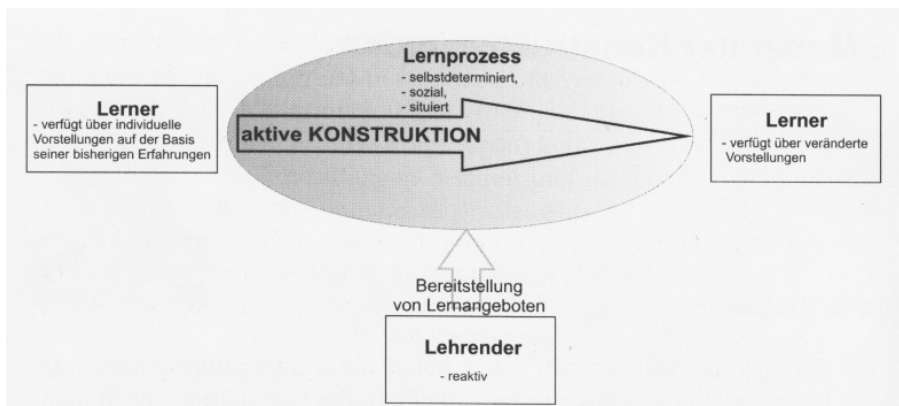 Lernprozess
- selbstdeterminiert,
- sozial,
- situiert
Lerner
- verfügt über individuelle
Vorstellungen auf der Basis
seiner bisherigen Erfahrungen
aktive KONSTRUKTION
Lerner
- verfügt über veränderte
Vorstellungen
Bereitstellung
von Lernangeboten
Lehrender
- reaktiv